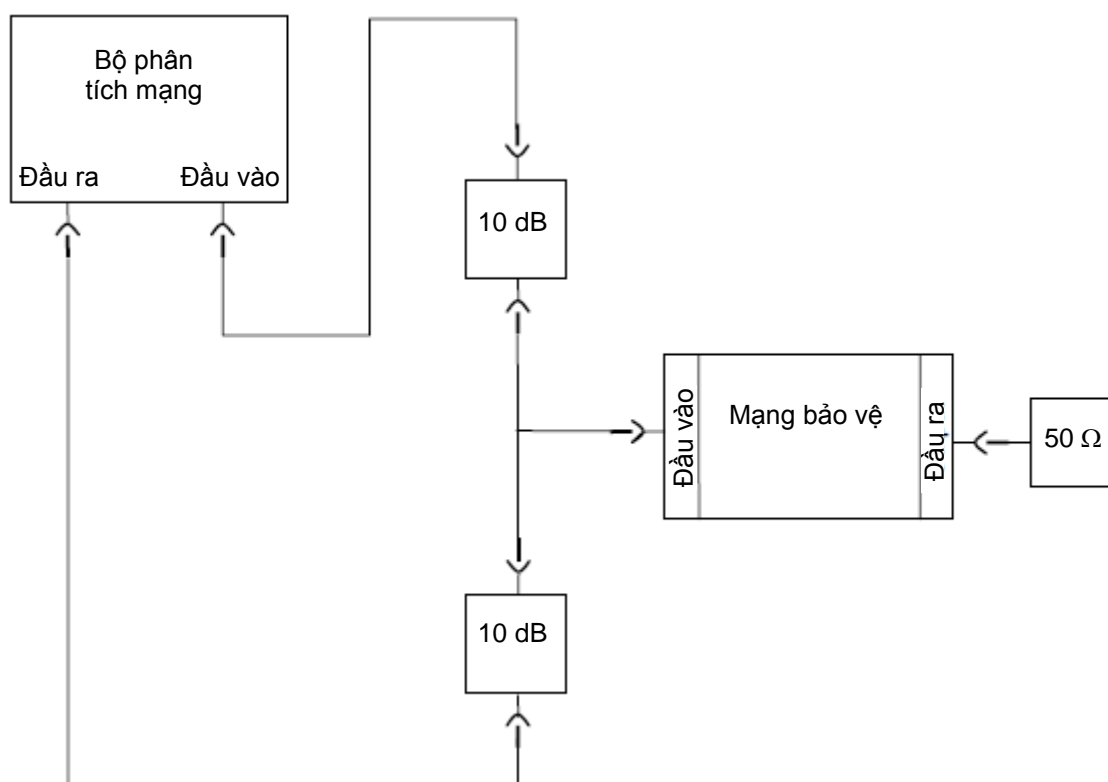 Bộ phân
tích mạng
Đầu ra
Đầu vào
10 dB
Đầu vào
Mạng bảo vệ
Đầu ra
50 Ω
10 dB